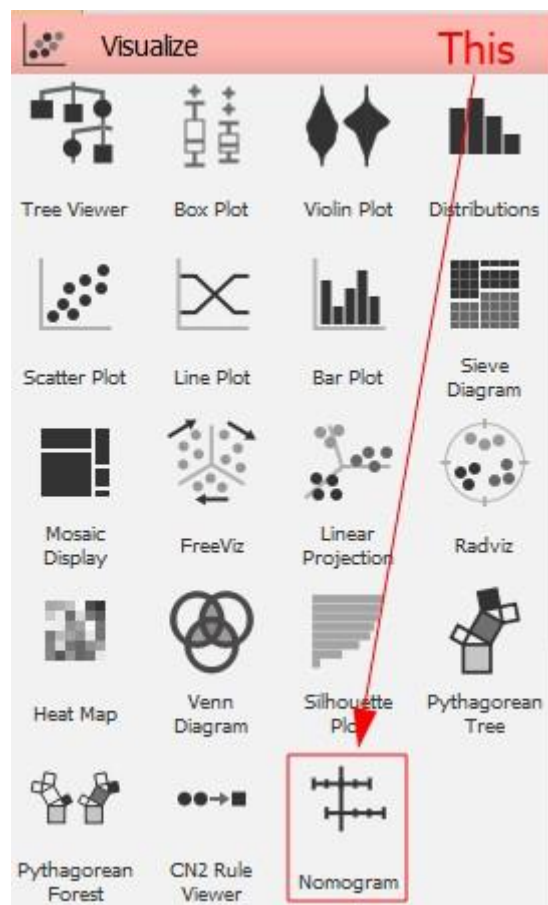 Visualize
This
Tree Viewer
Box Plot
Violin Plot
Distributions
Scatter Plot
Line Plot
Bar Plot
Sieve
Diagram
Mosaic
Display
FreeViz
Linear
Projection
Radviz
Heat Map
Venn
Diagram
Silhouette
Plot
Pythagorean
Tree
Pythagorean
Forest
CN2 Rule
Viewer
Nomogram